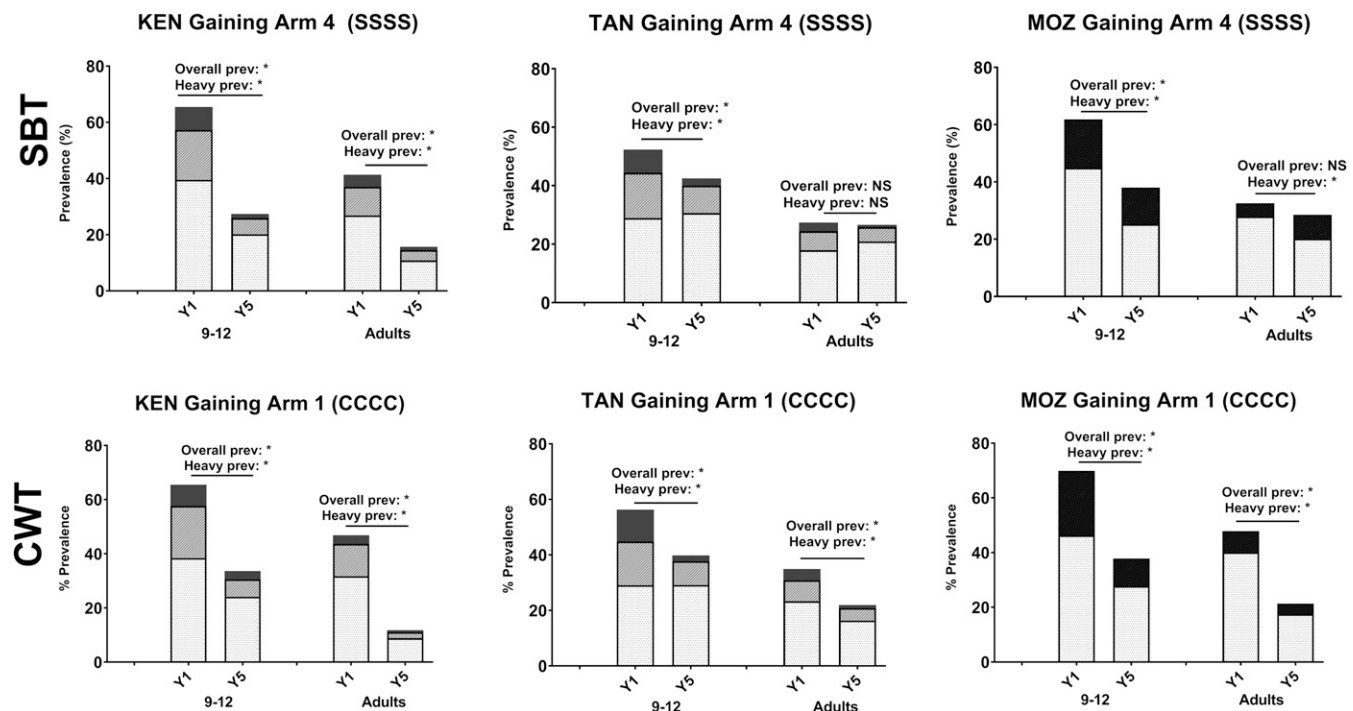 SBT
KEN Gaining Arm 4 (SSSS)
Prevalence (%)
80
60
40
20
0
Overall prev: *
Heavy prev: *
Overall prev: *
Heavy prev: *
Y1
Y5
Y1
Y5
9-12
Adults
TAN Gaining Arm 4 (SSSS)
Prevalence (%)
80
60
40
20
0
Overall prev: *
Heavy prev: *
Overall prev: NS
Heavy prev: NS
Y1
Y5
Y1
Y5
9-12
Adults
MOZ Gaining Arm 4 (SSSS)
Prevalence (%)
80
60
40
20
0
Overall prev: *
Heavy prev: *
Overall prev: NS
Heavy prev: *
Y1
Y5
Y1
Y5
9-12
Adults
CWT
KEN Gaining Arm 1 (CCCC)
% Prevalence
80
60
40
20
0
Overall prev: *
Heavy prev: *
Overall prev: *
Heavy prev: *
Y1
Y5
Y1
Y5
9-12
Adults
TAN Gaining Arm 1 (CCCC)
% Prevalence
80
60
40
20
0
Overall prev: *
Heavy prev: *
Overall prev: *
Heavy prev: *
Y1
Y5
Y1
Y5
9-12
Adults
MOZ Gaining Arm 1 (CCCC)
% Prevalence
80
60
40
20
0
Overall prev: *
Heavy prev: *
Overall prev: *
Heavy prev: *
Y1
Y5
Y1
Y5
9-12
Adults